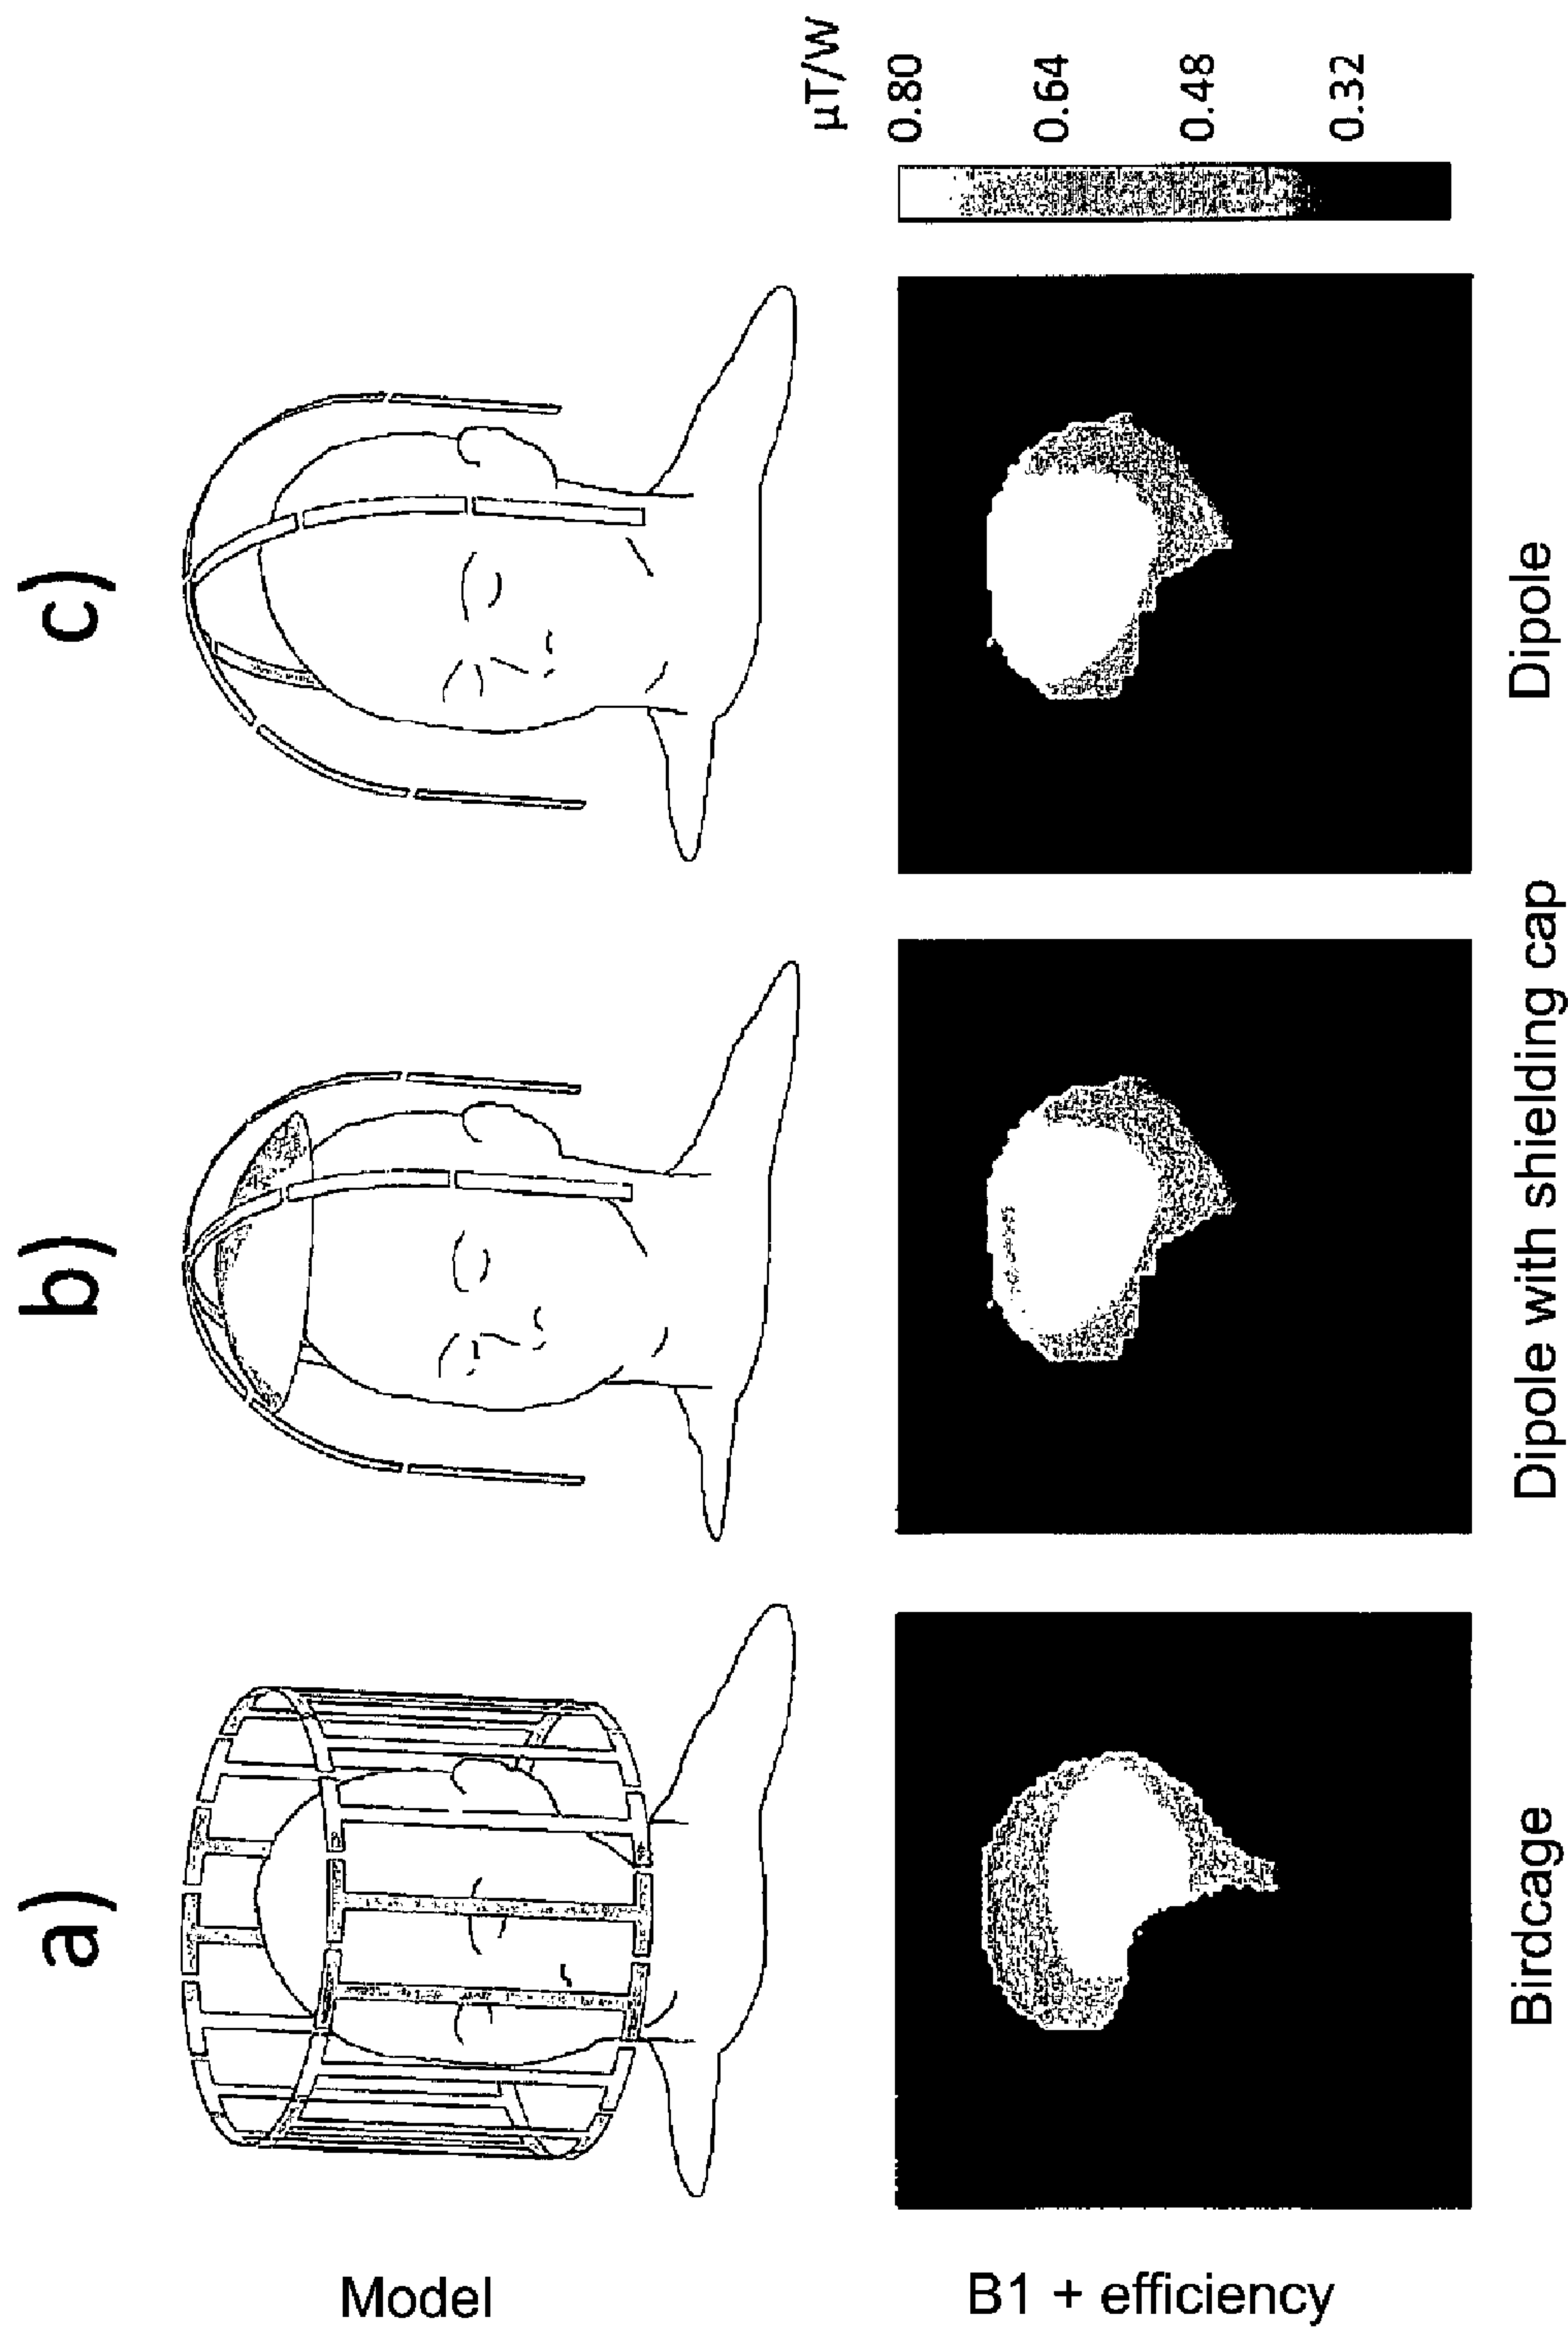 a)
b)
c)
Model
µT/W
0.80
0.64
0.48
0.32
B1 + efficiency
Birdcage
Dipole with shielding cap
Dipole